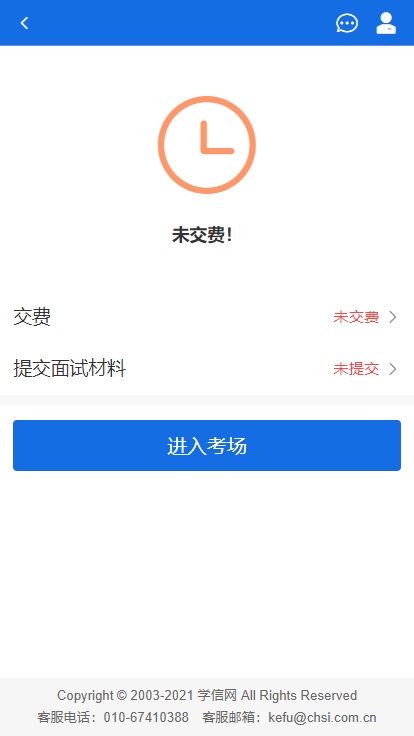 未交费！
交费 未交费
提交面试材料 未提交
进入考场
Copyright © 2003-2021 学信网 All Rights Reserved
客服电话：010-67410388 客服邮箱：kefu@chsi.com.cn